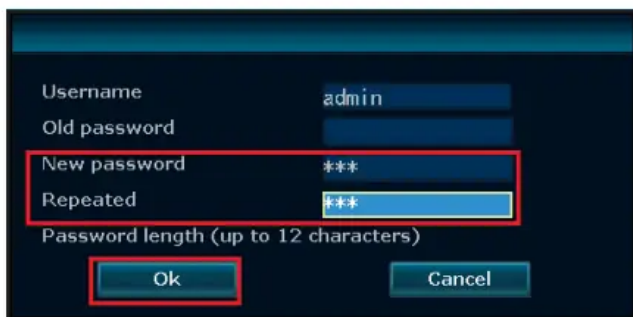 Username admin
Old password
New password ***
Repeated ***
Password length (up to 12 characters)
Ok Cancel